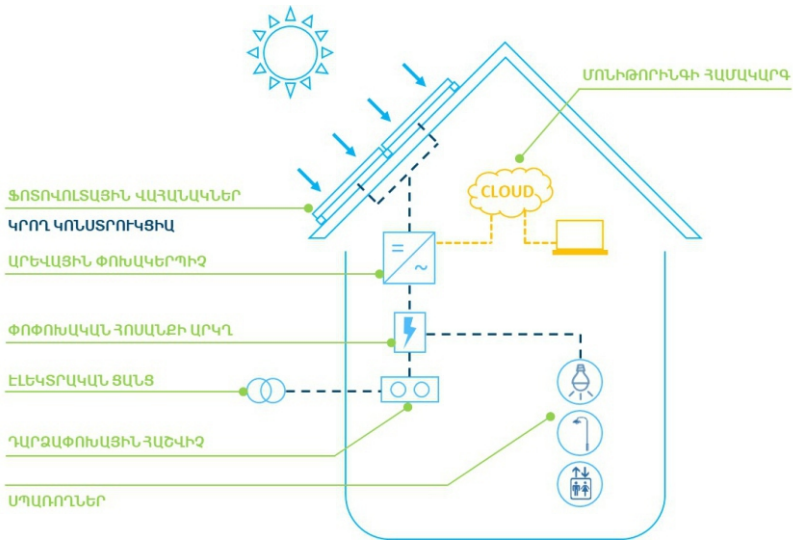 ՄՈՆԻԹՈՐԻՆԳԻ ՀԱՄԱԿԱՐԳ
CLOUD
ՖՈՏՈՎՈԼՏԱՅԻՆ ՎԱՀԱՆԱԿՆԵՐ
ԿՐՈՂ ԿՈՆՍՏՐՈՒԿՑԻԱ
ԱՐԵՎԱՅԻՆ ՓՈԽԱԿԵՐՊԻՉ
ՓՈՓՈԽԱԿԱՆ ՀՈՍԱՆՔԻ ԱՐԿՂ
ԷԼԵԿՏՐԱԿԱՆ ՑԱՆՑ
ԴԱՐՁԱՓՈԽԱՅԻՆ ՀԱՇՎԻՉ
ՍՊԱՌՈՂՆԵՐ